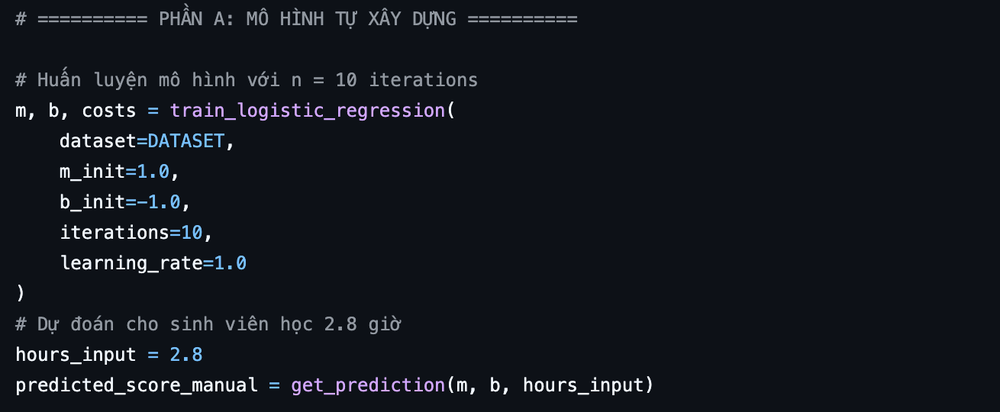 # ========== PHẦN A: MÔ HÌNH TỰ XÂY DỰNG ==========
# Huấn luyện mô hình với n = 10 iterations
m, b, costs = train_logistic_regression(
    dataset=DATASET,
    m_init=1.0,
    b_init=-1.0,
    iterations=10,
    learning_rate=1.0
)
# Dự đoán cho sinh viên học 2.8 giờ
hours_input = 2.8
predicted_score_manual = get_prediction(m, b, hours_input)